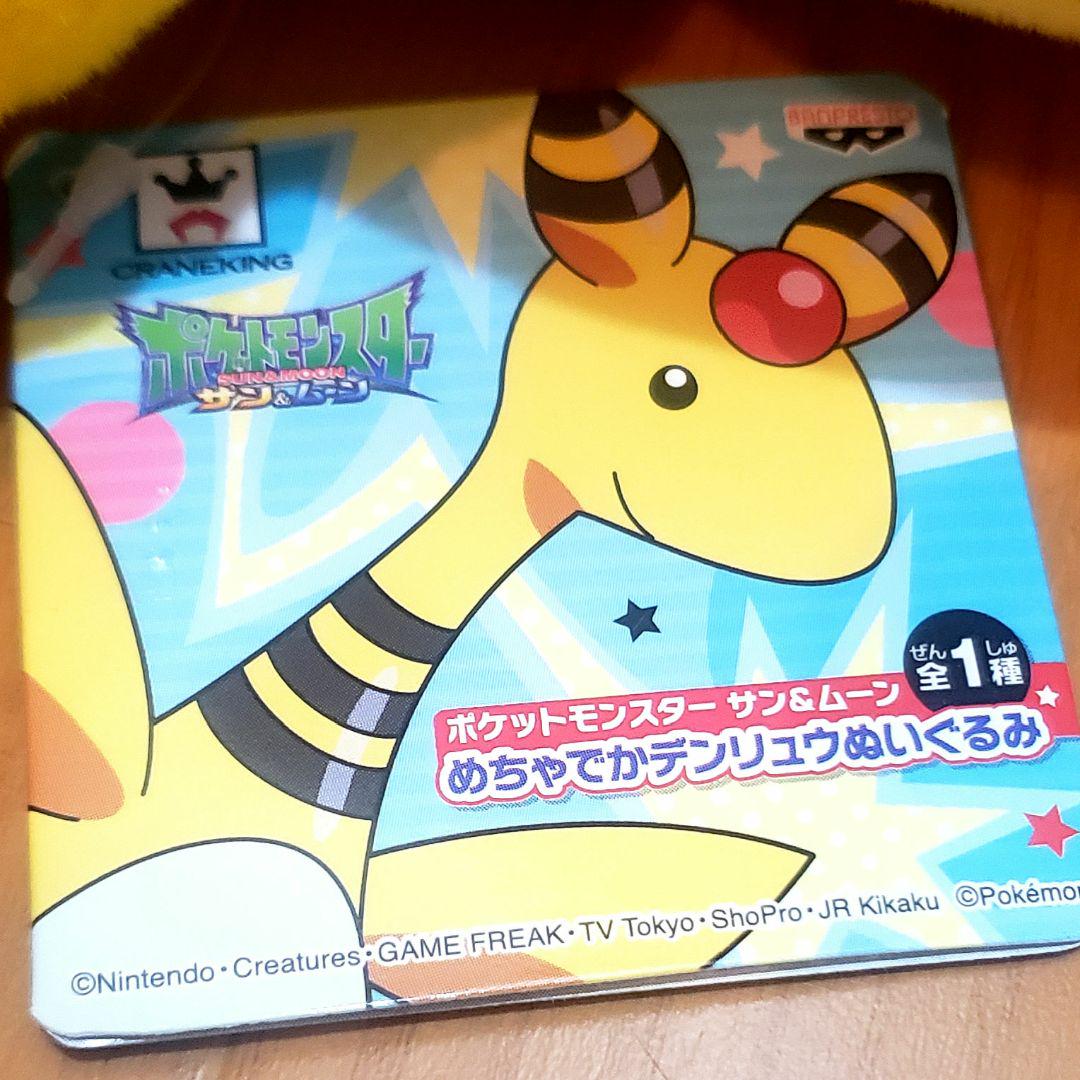 BANPRESTO
CRANEKING
ポケットモンスター
SUN&MOON
サン&ムーン
ぜん しゅ
全1種
ポケットモンスター サン&ムーン
めちゃでかデンリュウぬいぐるみ
©Nintendo・Creatures・GAME FREAK・TV Tokyo・ShoPro・JR Kikaku ©Pokémon